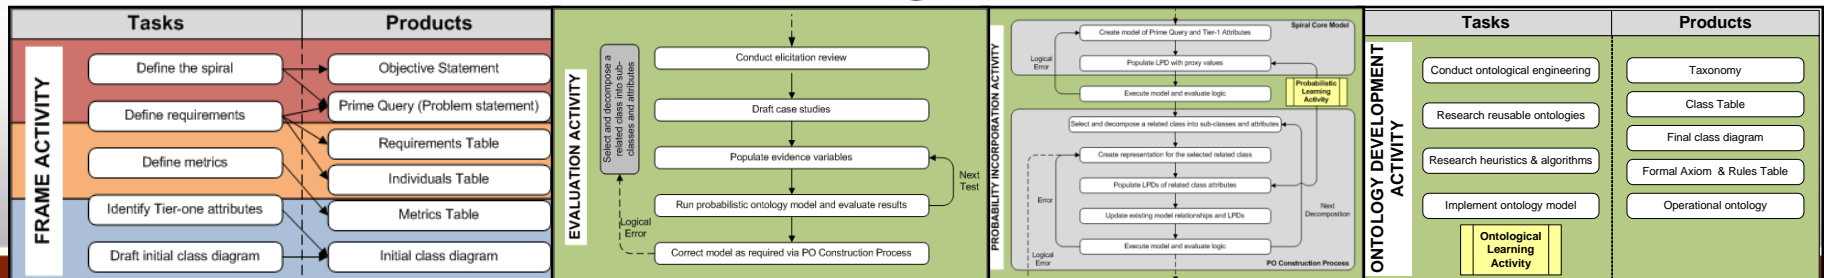 Tasks
Products
FRAME ACTIVITY
Define the spiral
Define requirements
Define metrics
Identify Tier-one attributes
Draft initial class diagram
Objective Statement
Prime Query (Problem statement)
Requirements Table
Individuals Table
Metrics Table
Initial class diagram
EVALUATION ACTIVITY
Select and decompose a
related class into sub-
classes and attributes
Conduct elicitation review
Draft case studies
Populate evidence variables
Next
Test
Run probabilistic ontology model and evaluate results
Logical
Error
Correct model as required via PO Construction Process
PROBABILITY INCORPORATION ACTIVITY
Spiral Core Model
Create model of Prime Query and Tier-1 Attributes
Logical
Error
Populate LPD with proxy values
Probabilistic
Learning
Activity
Execute model and evaluate logic
Select and decompose a related class into sub-classes and attributes
Create representation for the selected related class
Populate LPDs of related class attributes
Error
Next
Decomposition
Update existing model relationships and LPDs
Execute model and evaluate logic
Logical
Error
PO Construction Process
Tasks
Products
ONTOLOGY DEVELOPMENT
ACTIVITY
Conduct ontological engineering
Research reusable ontologies
Research heuristics & algorithms
Implement ontology model
Ontological
Learning
Activity
Taxonomy
Class Table
Final class diagram
Formal Axiom & Rules Table
Operational ontology